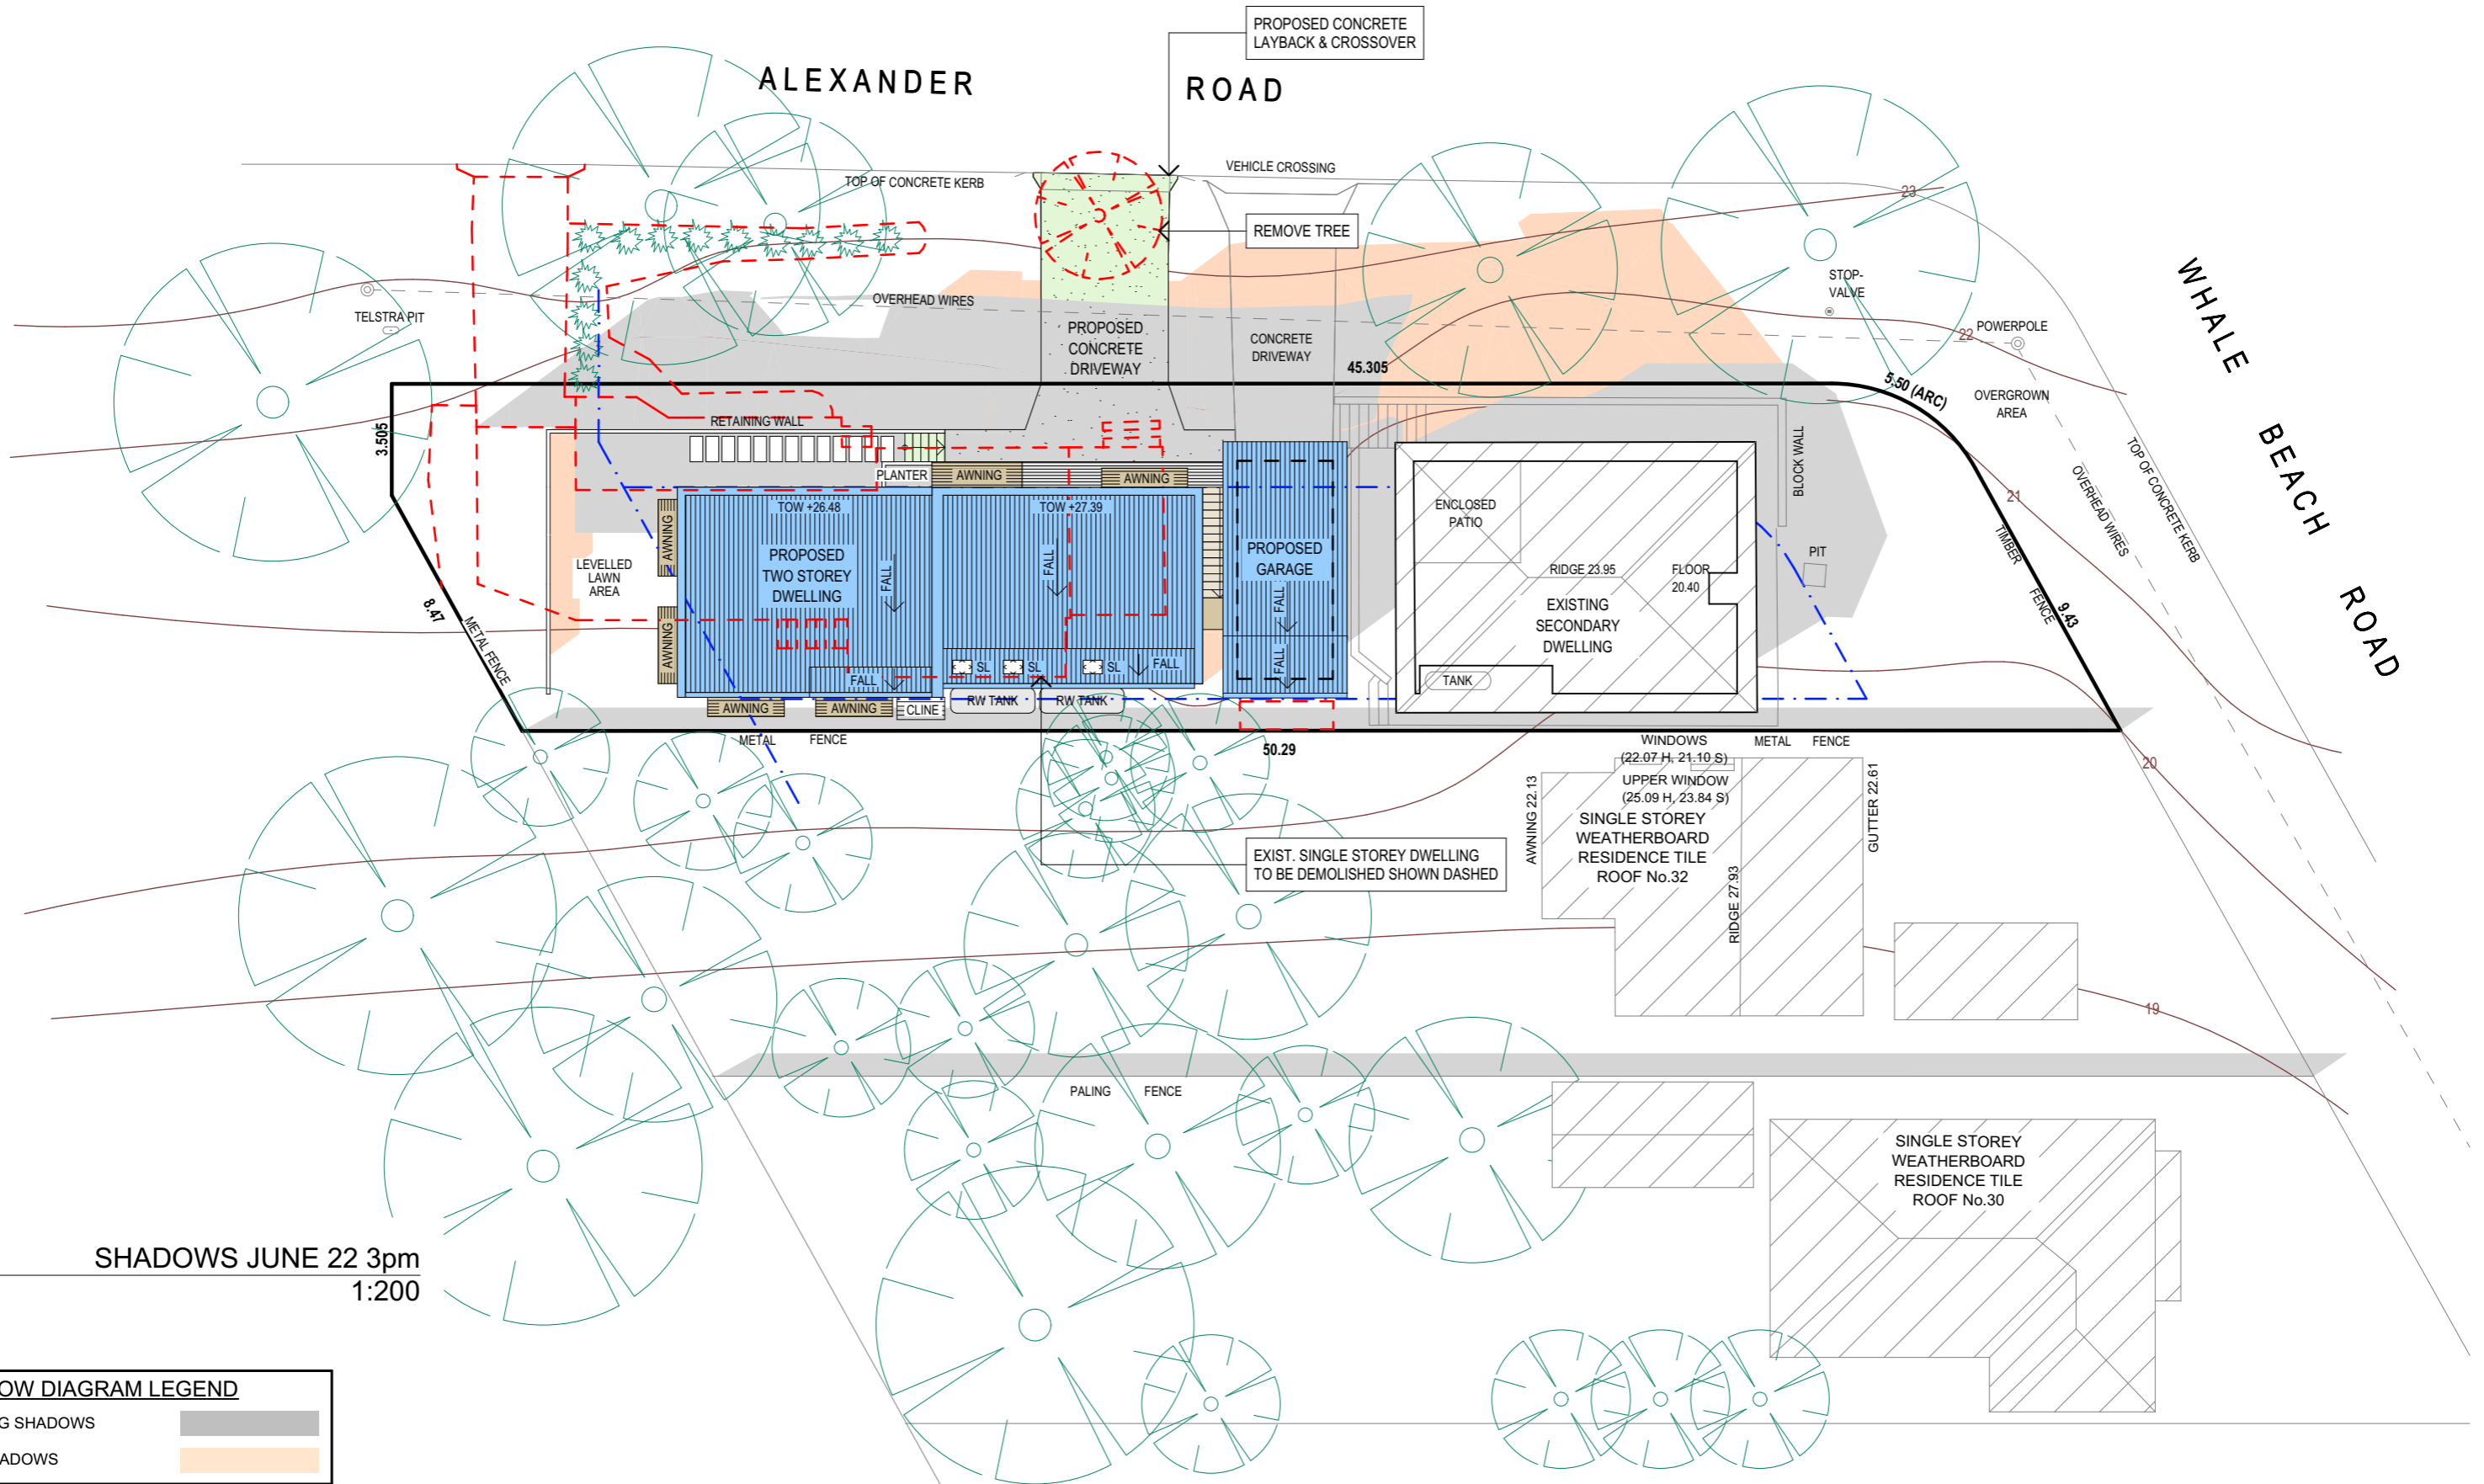 PROPOSED CONCRETE
LAYBACK & CROSSOVER
ALEXANDER ROAD
VEHICLE CROSSING
TOP OF CONCRETE KERB
23
REMOVE TREE
STOP-
VALVE
OVERHEAD WIRES
TELSTRA PIT
PROPOSED
CONCRETE
DRIVEWAY
CONCRETE
DRIVEWAY
22
POWERPOLE
WHALE BEACH ROAD
45.305
5.50 (ARC)
OVERGROWN
AREA
3.505
RETAINING WALL
BLOCK WALL
TOP OF CONCRETE KERB
OVERHEAD WIRES
PLANTER
AWNING
AWNING
21
TOW +26.48
TOW +27.39
ENCLOSED
PATIO
AWNING
PROPOSED
TWO STOREY
DWELLING
FALL
FALL
PROPOSED
GARAGE
TIMBER
FENCE
PIT
LEVELLED
LAWN
AREA
RIDGE 23.95
FLOOR
20.40
8.47
METAL FENCE
FALL
EXISTING
SECONDARY
DWELLING
9.43
AWNING
SL
SL
SL
FALL
FALL
FALL
TANK
AWNING
AWNING
CLINE
RW TANK
RW TANK
METAL FENCE
50.29
WINDOWS
(22.07 H, 21.10 S)
METAL FENCE
20
UPPER WINDOW
(25.09 H, 23.84 S)
AWNING 22.13
GUTTER 22.61
SINGLE STOREY
WEATHERBOARD
RESIDENCE TILE
ROOF No.32
RIDGE 27.93
EXIST. SINGLE STOREY DWELLING
TO BE DEMOLISHED SHOWN DASHED
19
PALING FENCE
SINGLE STOREY
WEATHERBOARD
RESIDENCE TILE
ROOF No.30
SHADOWS JUNE 22 3pm
1:200
OW DIAGRAM LEGEND
G SHADOWS
ADOWS